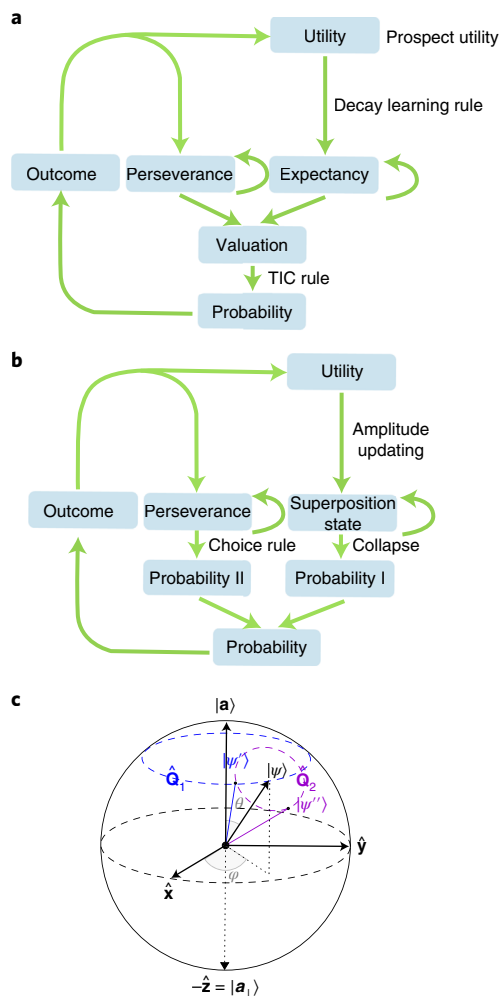 a
Utility
Prospect utility
Decay learning rule
Outcome
Perseverance
Expectancy
Valuation
TIC rule
Probability
b
Utility
Amplitude
updating
Outcome
Perseverance
Superposition
state
Choice rule
Collapse
Probability II
Probability I
Probability
c
|a⟩
|ψ′⟩
|ψ⟩
Q̂₁
Q̂₂
θ
|ψ′′⟩
ŷ
x̂
φ
−ẑ = |a⊥⟩